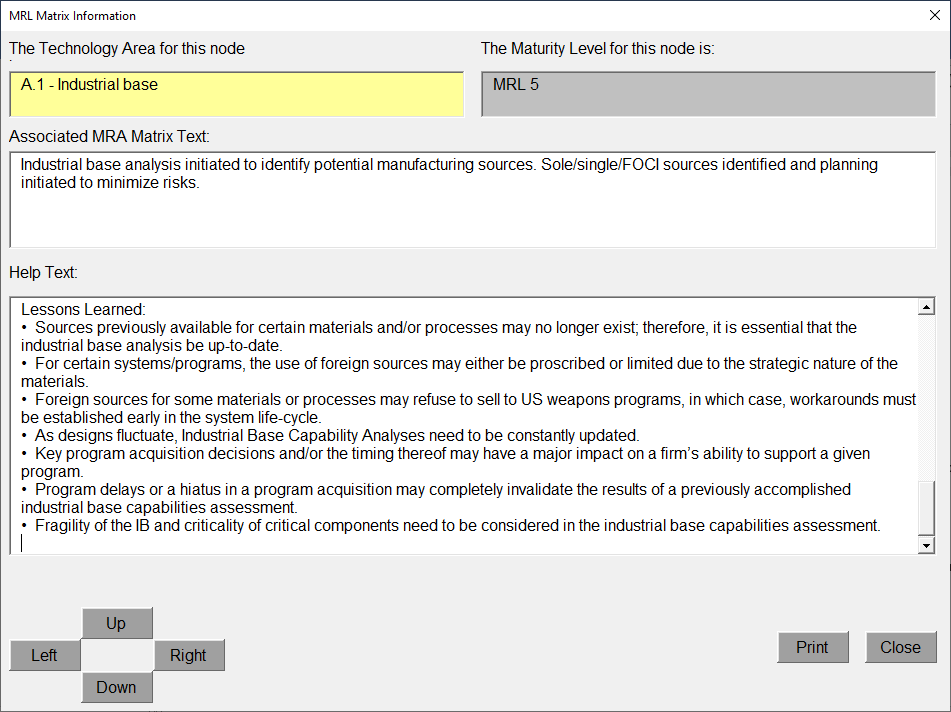 MRL Matrix Information
The Technology Area for this node
The Maturity Level for this node is:
A.1 - Industrial base
MRL 5
Associated MRA Matrix Text:
Industrial base analysis initiated to identify potential manufacturing sources. Sole/single/FOCI sources identified and planning
initiated to minimize risks.
Help Text:
Lessons Learned:
• Sources previously available for certain materials and/or processes may no longer exist; therefore, it is essential that the
industrial base analysis be up-to-date.
• For certain systems/programs, the use of foreign sources may either be proscribed or limited due to the strategic nature of the
materials.
• Foreign sources for some materials or processes may refuse to sell to US weapons programs, in which case, workarounds must
be established early in the system life-cycle.
• As designs fluctuate, Industrial Base Capability Analyses need to be constantly updated.
• Key program acquisition decisions and/or the timing thereof may have a major impact on a firm’s ability to support a given
program.
• Program delays or a hiatus in a program acquisition may completely invalidate the results of a previously accomplished
industrial base capabilities assessment.
• Fragility of the IB and criticality of critical components need to be considered in the industrial base capabilities assessment.
Up
Left
Right
Down
Print
Close